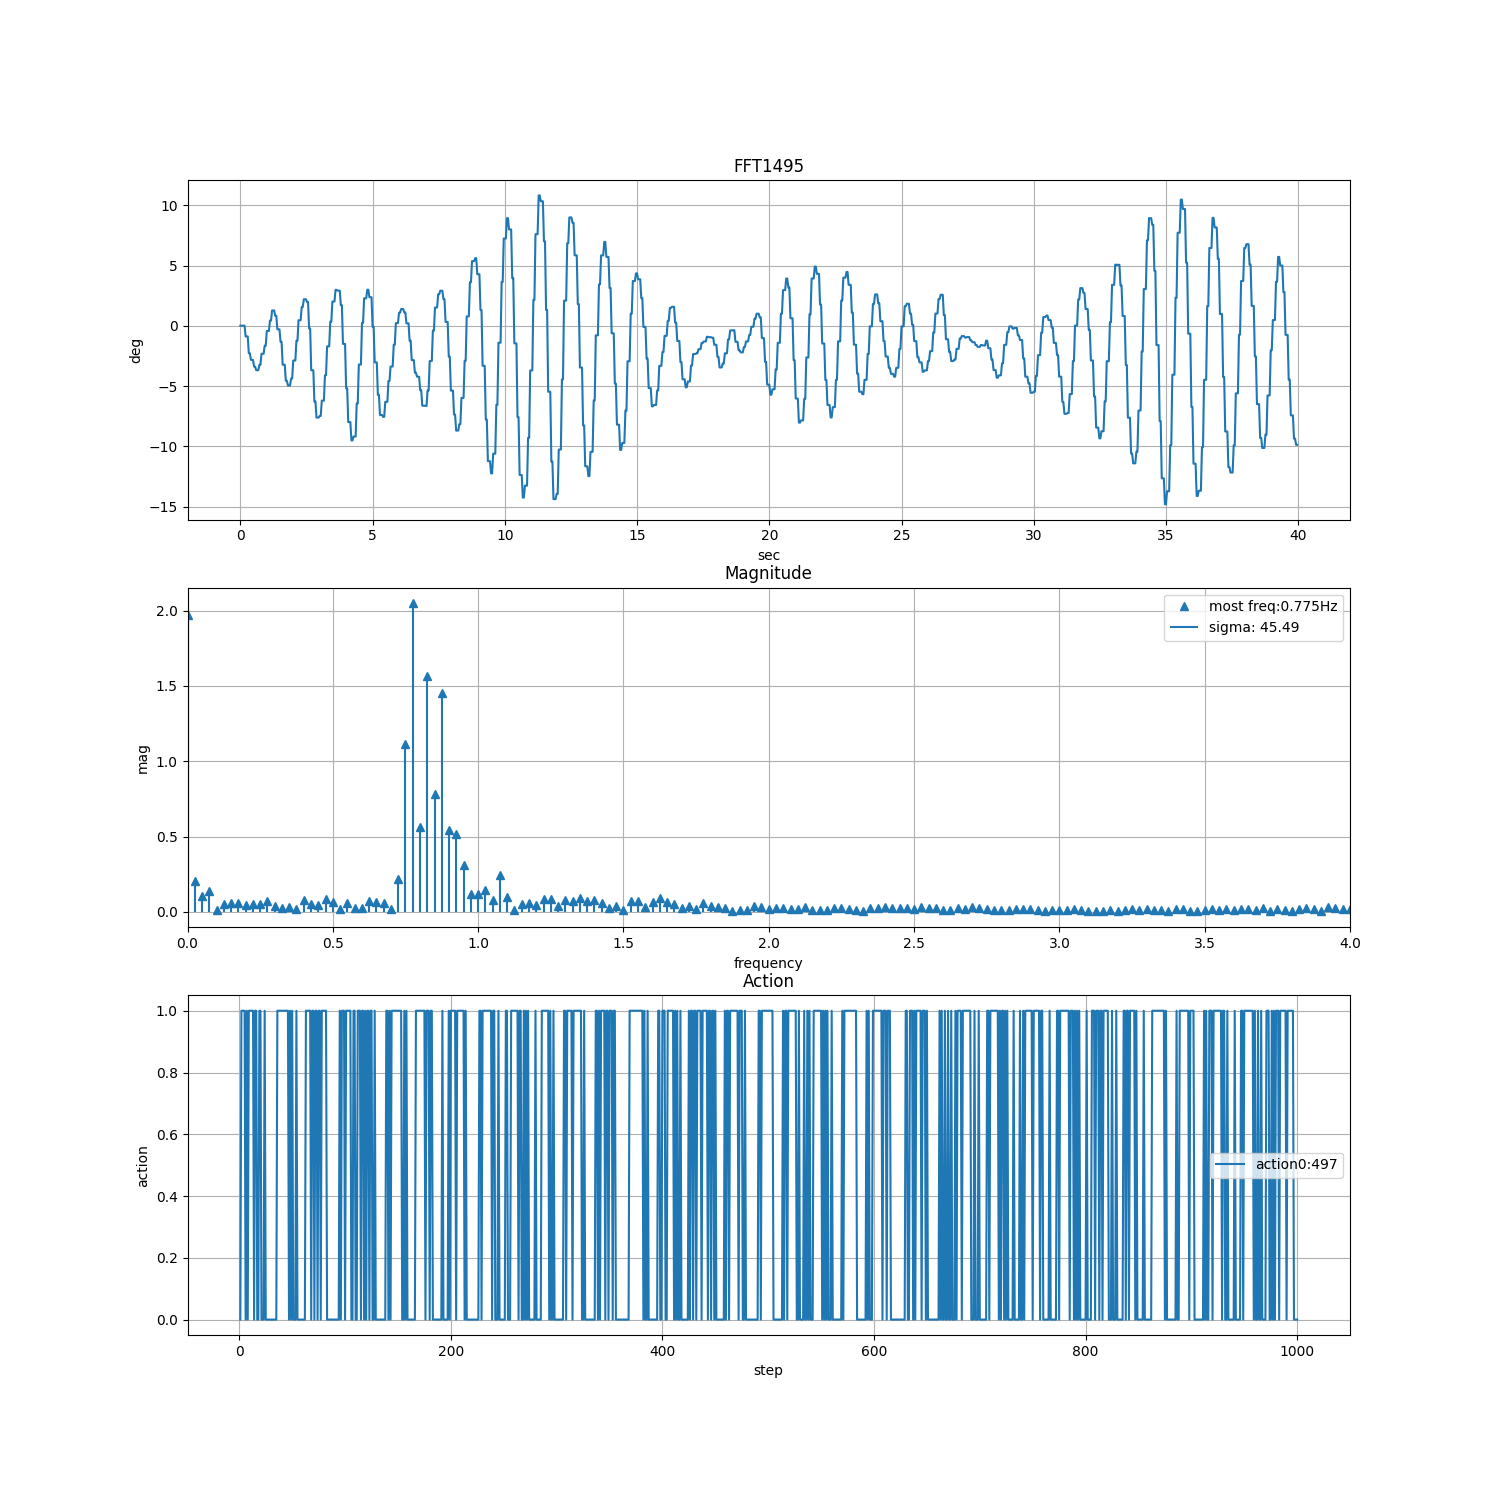 FFT1495
10
5
0
−5
−10
−15
deg
0 5 10 15 20 25 30 35 40
sec
Magnitude
most freq:0.775Hz
sigma: 45.49
2.0
1.5
1.0
0.5
0.0
mag
0.0 0.5 1.0 1.5 2.0 2.5 3.0 3.5 4.0
frequency
Action
1.0
0.8
0.6
0.4
0.2
0.0
action
action0:497
0 200 400 600 800 1000
step